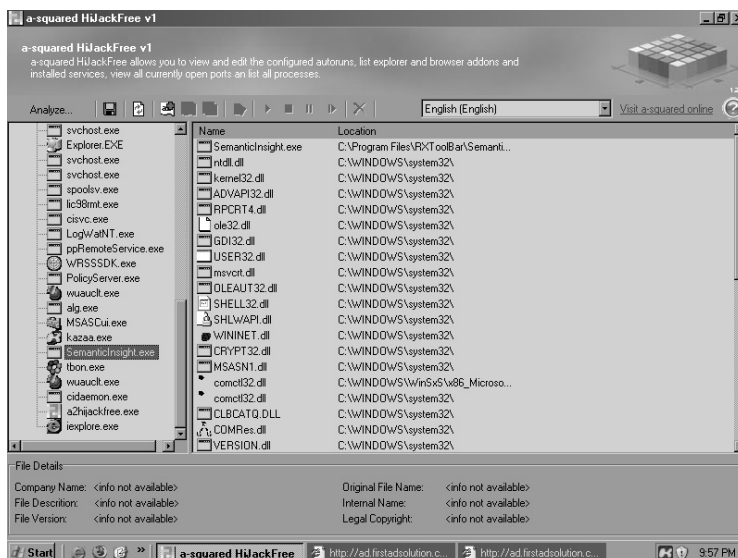 a-squared HiJackFree v1
a-squared HiJackFree v1
a-squared HiJackFree allows you to view and edit the configured autoruns, list explorer and browser addons and
installed services, view all currently open ports an list all processes.
Analyze...
English (English)
Visit a-squared online
svchost.exe
Explorer.EXE
svchost.exe
svchost.exe
spoolsv.exe
lic98rmt.exe
cisvc.exe
LogWatNT.exe
ppRemoteService.exe
WRSSSDK.exe
PolicyServer.exe
wuauclt.exe
alg.exe
MSASCui.exe
kazaa.exe
SemanticInsight.exe
tbon.exe
wuauclt.exe
cidaemon.exe
a2hijackfree.exe
iexplore.exe
Name Location
SemanticInsight.exe C:\Program Files\RXToolBar\Semanti...
ntdll.dll C:\WINDOWS\system32\
kernel32.dll C:\WINDOWS\system32\
ADVAPI32.dll C:\WINDOWS\system32\
RPCRT4.dll C:\WINDOWS\system32\
ole32.dll C:\WINDOWS\system32\
GDI32.dll C:\WINDOWS\system32\
USER32.dll C:\WINDOWS\system32\
msvcrt.dll C:\WINDOWS\system32\
OLEAUT32.dll C:\WINDOWS\system32\
SHELL32.dll C:\WINDOWS\system32\
SHLWAPI.dll C:\WINDOWS\system32\
WININET.dll C:\WINDOWS\system32\
CRYPT32.dll C:\WINDOWS\system32\
MSASN1.dll C:\WINDOWS\system32\
comctl32.dll C:\WINDOWS\WinSxS\x86_Microso...
comctl32.dll C:\WINDOWS\system32\
CLBCATQ.DLL C:\WINDOWS\system32\
COMRes.dll C:\WINDOWS\system32\
VERSION.dll C:\WINDOWS\system32\
File Details
Company Name: <info not available> Original File Name: <info not available>
File Descrition: <info not available> Internal Name: <info not available>
File Version: <info not available> Legal Copyright: <info not available>
Start » a-squared HiJackFree http://ad.firstadsolution.c... http://ad.firstadsolution.c... 9:57 PM